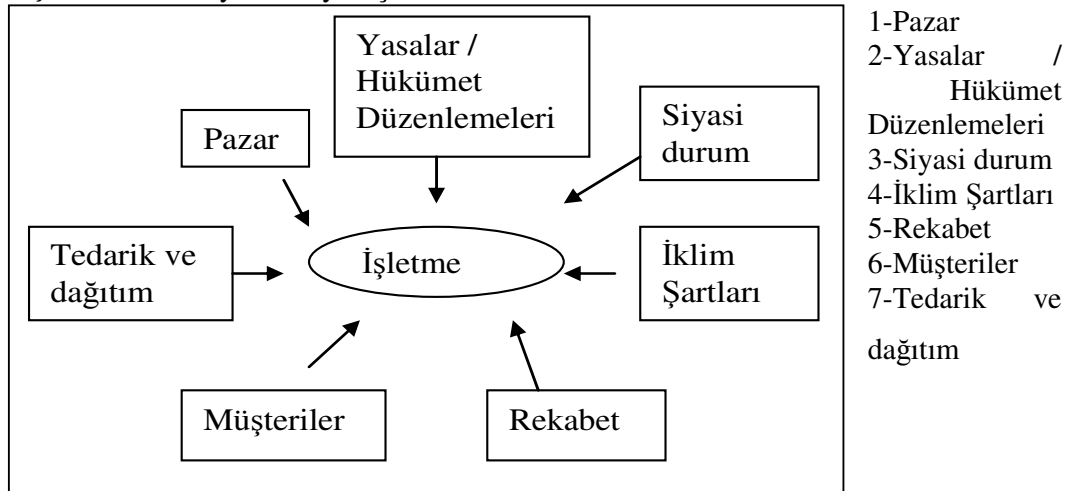 Yasalar /
Hükümet
Düzenlemeleri
Pazar
Siyasi
durum
Tedarik ve
dağıtım
İşletme
İklim
Şartları
Müşteriler
Rekabet
1-Pazar
2-Yasalar /
Hükümet
Düzenlemeleri
3-Siyasi durum
4-İklim Şartları
5-Rekabet
6-Müşteriler
7-Tedarik ve
dağıtım